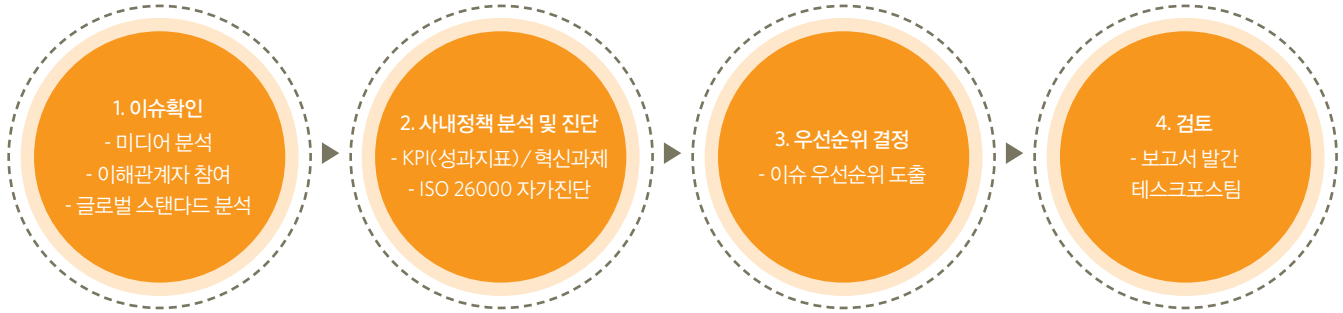 1. 이슈확인
- 미디어 분석
- 이해관계자 참여
- 글로벌 스탠다드 분석
2. 사내정책 분석 및 진단
- KPI(성과지표)/혁신과제
- ISO 26000 자가진단
3. 우선순위 결정
- 이슈 우선순위 도출
4. 검토
- 보고서 발간
테스크포스팀